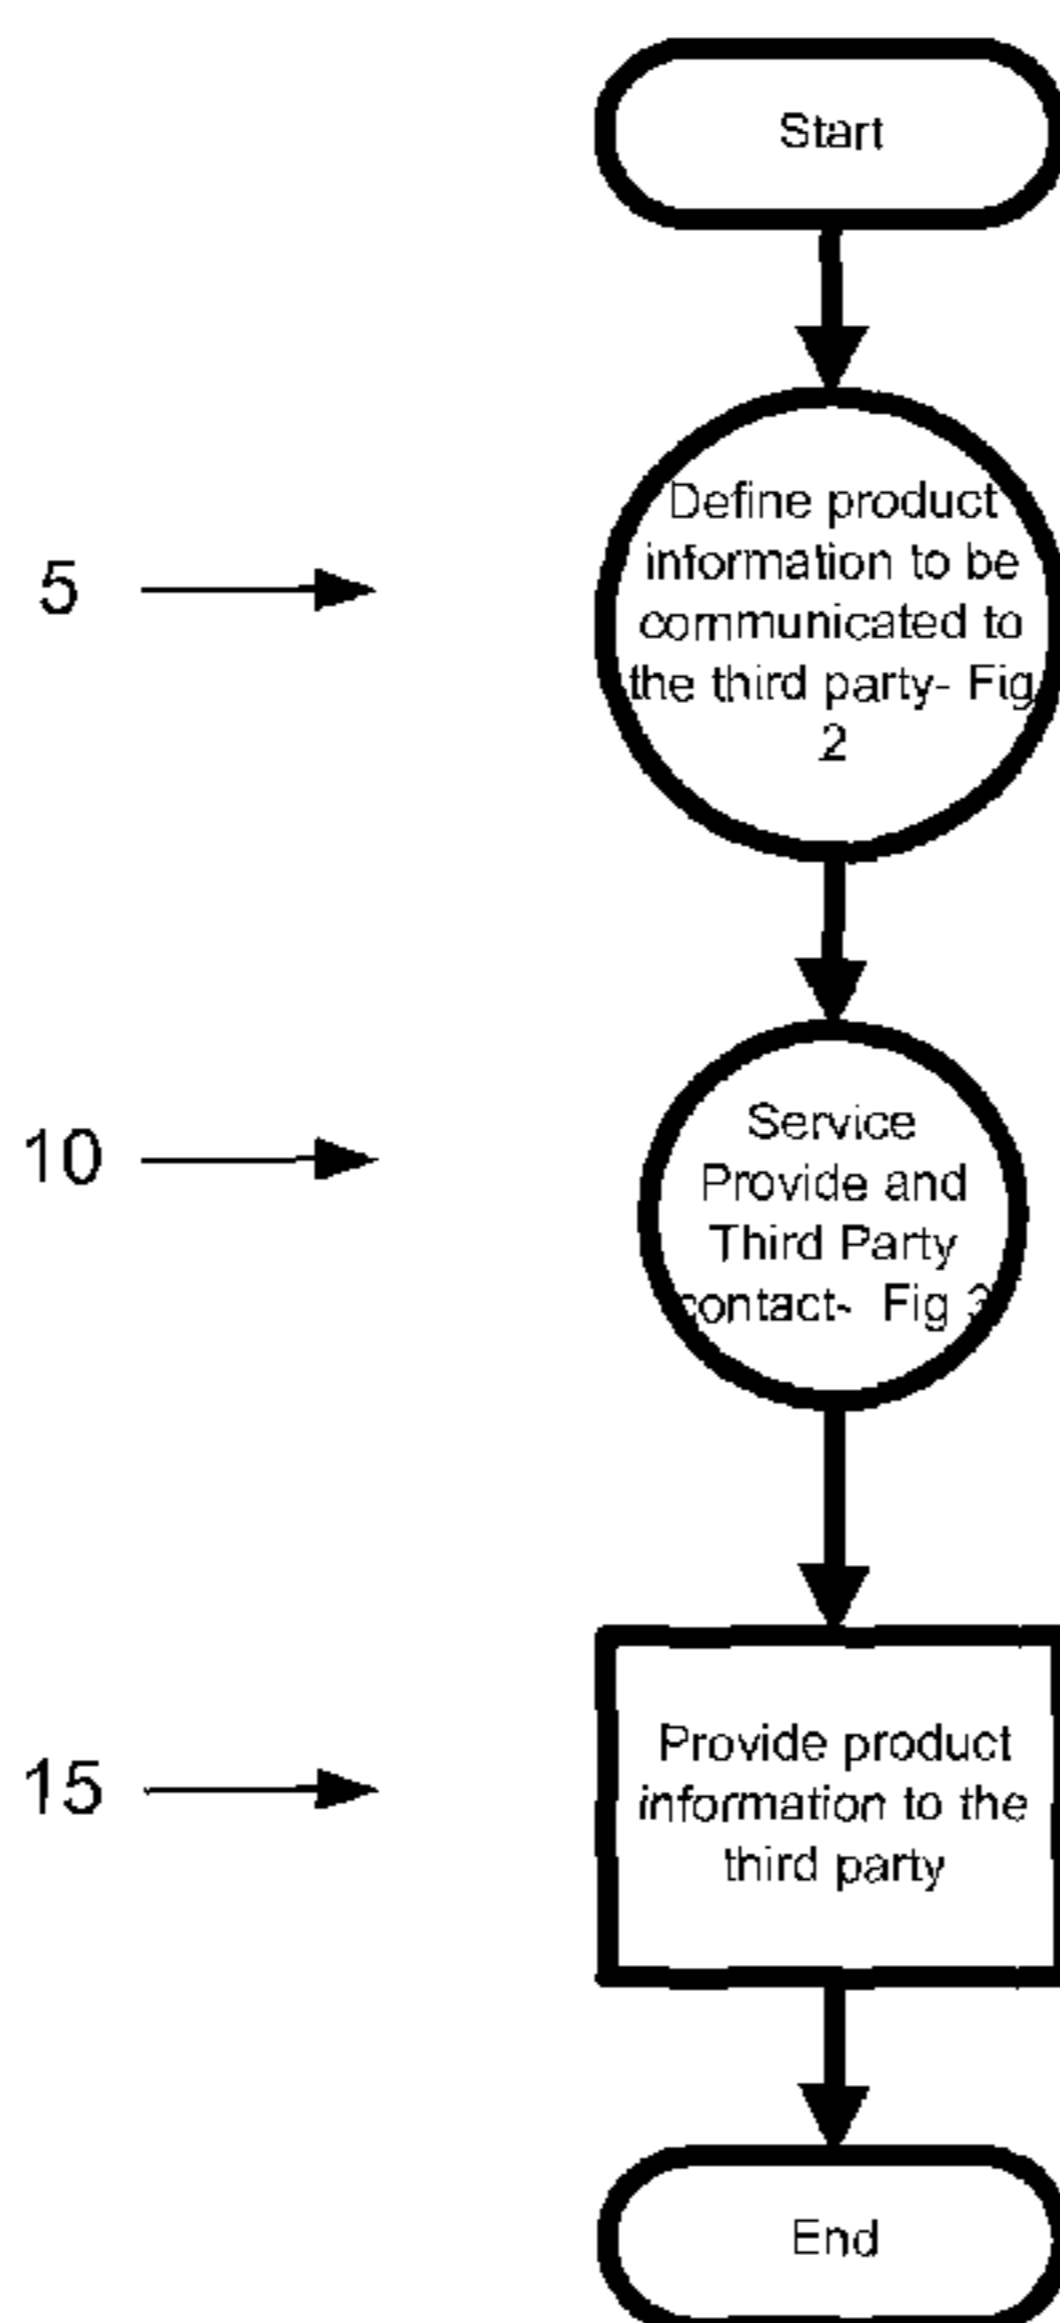 Start
5
Define product
information to be
communicated to
the third party- Fig
2
10
Service
Provide and
Third Party
contact- Fig 3
15
Provide product
information to the
third party
End